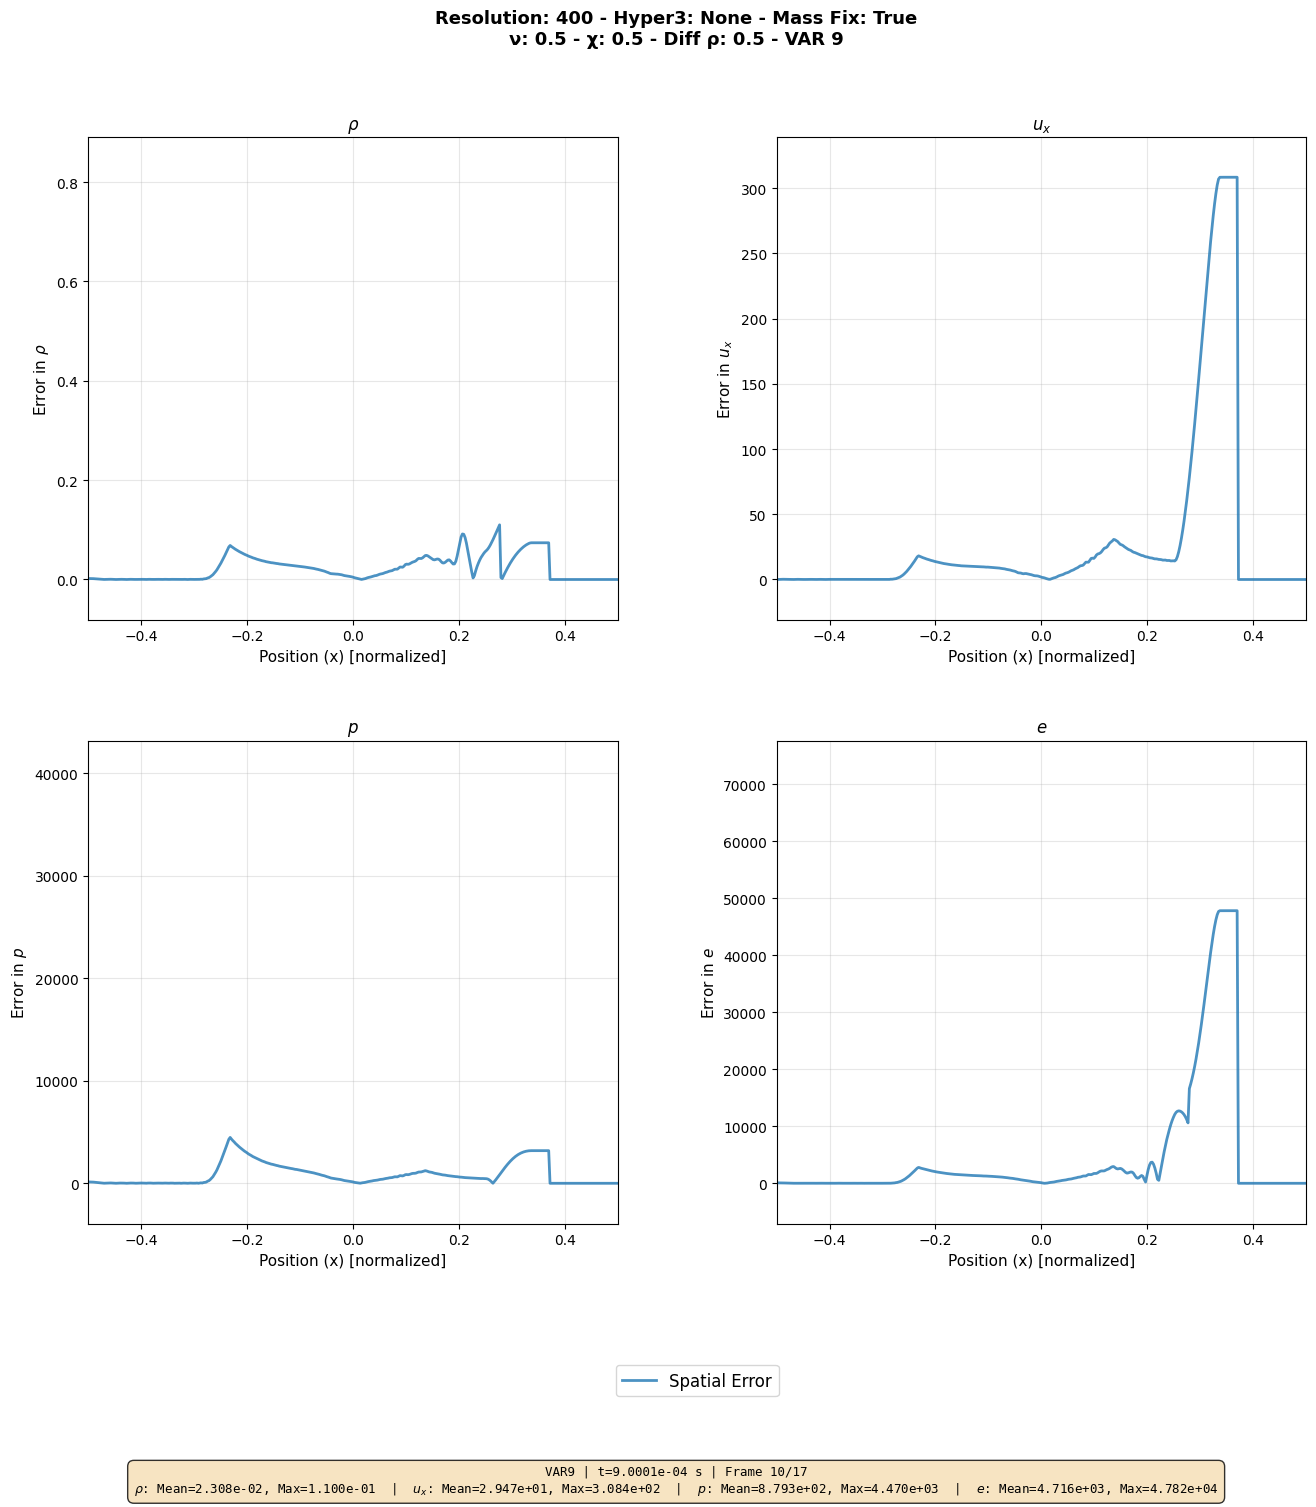 Resolution: 400 - Hyper3: None - Mass Fix: True
ν: 0.5 - χ: 0.5 - Diff ρ: 0.5 - VAR 9
ρ
0.8
0.6
0.4
0.2
0.0
Error in ρ
−0.4 −0.2 0.0 0.2 0.4
Position (x) [normalized]
u_x
300
250
200
150
100
50
0
Error in u_x
−0.4 −0.2 0.0 0.2 0.4
Position (x) [normalized]
p
40000
30000
20000
10000
0
Error in p
−0.4 −0.2 0.0 0.2 0.4
Position (x) [normalized]
e
70000
60000
50000
40000
30000
20000
10000
0
Error in e
−0.4 −0.2 0.0 0.2 0.4
Position (x) [normalized]
Spatial Error
VAR9 | t=9.0001e-04 s | Frame 10/17
ρ: Mean=2.308e-02, Max=1.100e-01 | u_x: Mean=2.947e+01, Max=3.084e+02 | p: Mean=8.793e+02, Max=4.470e+03 | e: Mean=4.716e+03, Max=4.782e+04